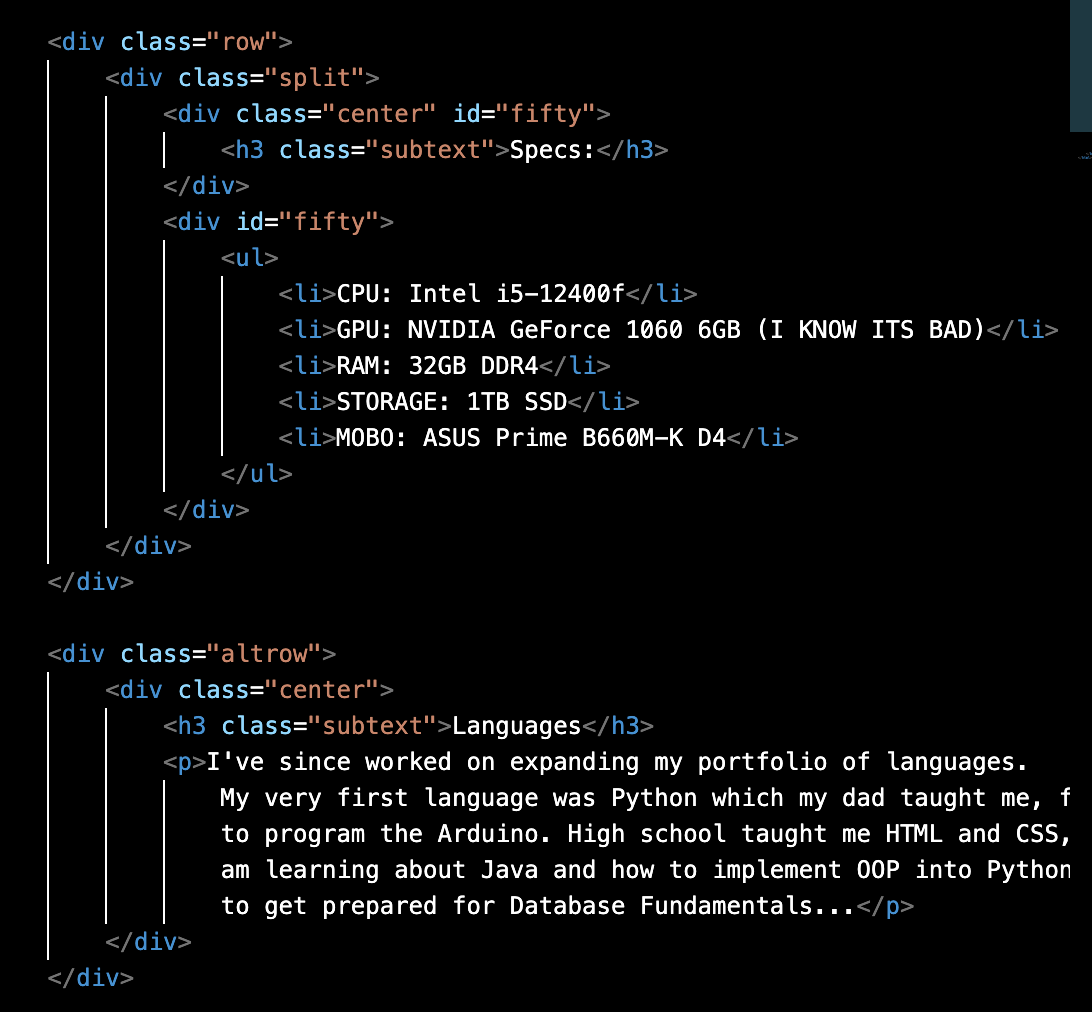 <div class="row">
<div class="split">
<div class="center" id="fifty">
<h3 class="subtext">Specs:</h3>
</div>
<div id="fifty">
<ul>
<li>CPU: Intel i5-12400f</li>
<li>GPU: NVIDIA GeForce 1060 6GB (I KNOW ITS BAD)</li>
<li>RAM: 32GB DDR4</li>
<li>STORAGE: 1TB SSD</li>
<li>MOBO: ASUS Prime B660M-K D4</li>
</ul>
</div>
</div>
</div>
<div class="altrow">
<div class="center">
<h3 class="subtext">Languages</h3>
<p>I've since worked on expanding my portfolio of languages.
My very first language was Python which my dad taught me,
to program the Arduino. High school taught me HTML and CSS,
am learning about Java and how to implement OOP into Python
to get prepared for Database Fundamentals...</p>
</div>
</div>